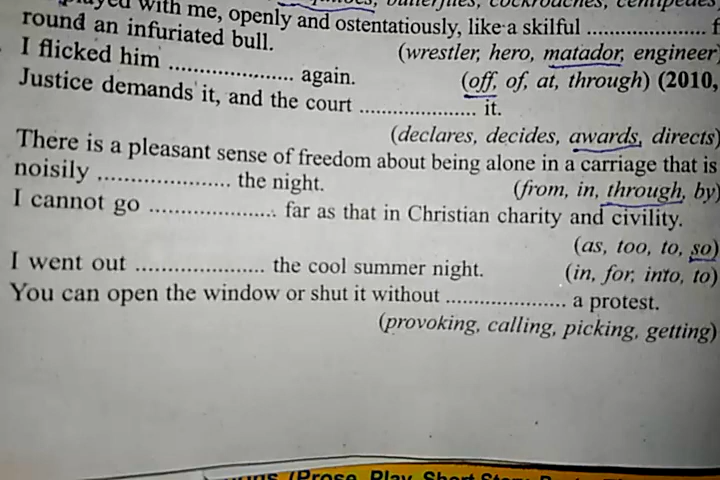 with me, openly and ostentatiously, like a skilful ....................
round an infuriated bull.
(wrestler, hero, matador, engineer)
I flicked him ..................... again.
(off, of, at, through) (2010,
Justice demands it, and the court .................... it.
(declares, decides, awards, directs)
There is a pleasant sense of freedom about being alone in a carriage that is
noisily ...................... the night.
(from, in, through, by)
I cannot go ..................... far as that in Christian charity and civility.
(as, too, to, so)
I went out ...................... the cool summer night.
(in, for, into, to)
You can open the window or shut it without .................... a protest.
(provoking, calling, picking, getting)
(Prose, Play, Short